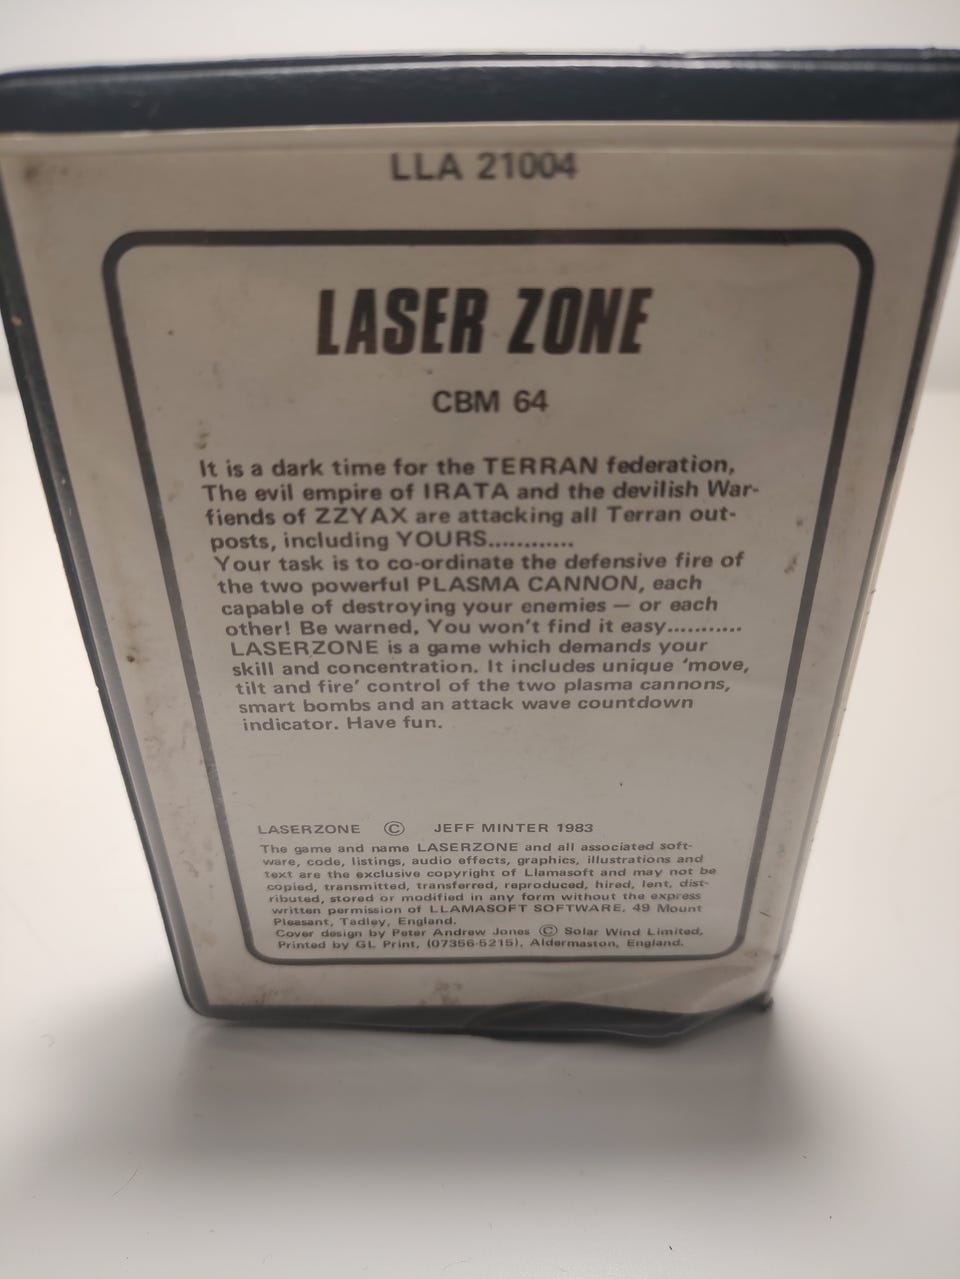 LLA 21004
LASER ZONE
CBM 64
It is a dark time for the TERRAN federation,
The evil empire of IRATA and the devilish War-
fiends of ZZYAX are attacking all Terran out-
posts, including YOURS............
Your task is to co-ordinate the defensive fire of
the two powerful PLASMA CANNON, each
capable of destroying your enemies — or each
other! Be warned, You won't find it easy...........
LASERZONE is a game which demands your
skill and concentration. It includes unique 'move,
tilt and fire' control of the two plasma cannons,
smart bombs and an attack wave countdown
indicator. Have fun.
LASERZONE © JEFF MINTER 1983
The game and name LASERZONE and all associated soft-
ware, code, listings, audio effects, graphics, illustrations and
text are the exclusive copyright of Llamasoft and may not be
copied, transmitted, transferred, reproduced, hired, lent, dist-
ributed, stored or modified in any form without the express
written permission of LLAMASOFT SOFTWARE, 49 Mount
Pleasant, Tadley, England.
Cover design by Peter Andrew Jones © Solar Wind Limited,
Printed by GL Print, (07356-5215), Aldermaston, England.